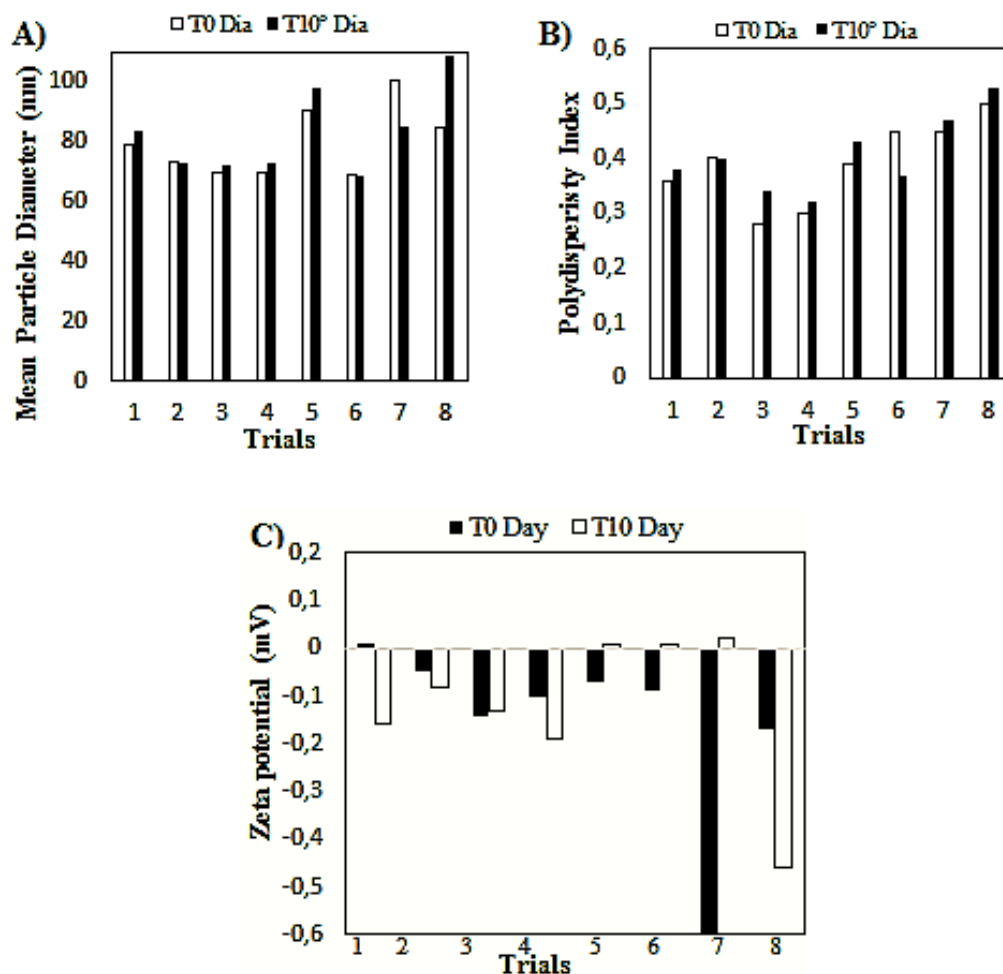 A)
T0 Dia T10° Dia
Mean Particle Diameter (nm)
100
80
60
40
20
0
1 2 3 4 5 6 7 8
Trials
B)
T0 Dia T10° Dia
Polydisperisty Index
0,6
0,5
0,4
0,3
0,2
0,1
0
1 2 3 4 5 6 7 8
Trials
C)
T0 Day T10 Day
Zeta potential (mV)
0,2
0,1
0
-0,1
-0,2
-0,3
-0,4
-0,5
-0,6
1 2 3 4 5 6 7 8
Trials